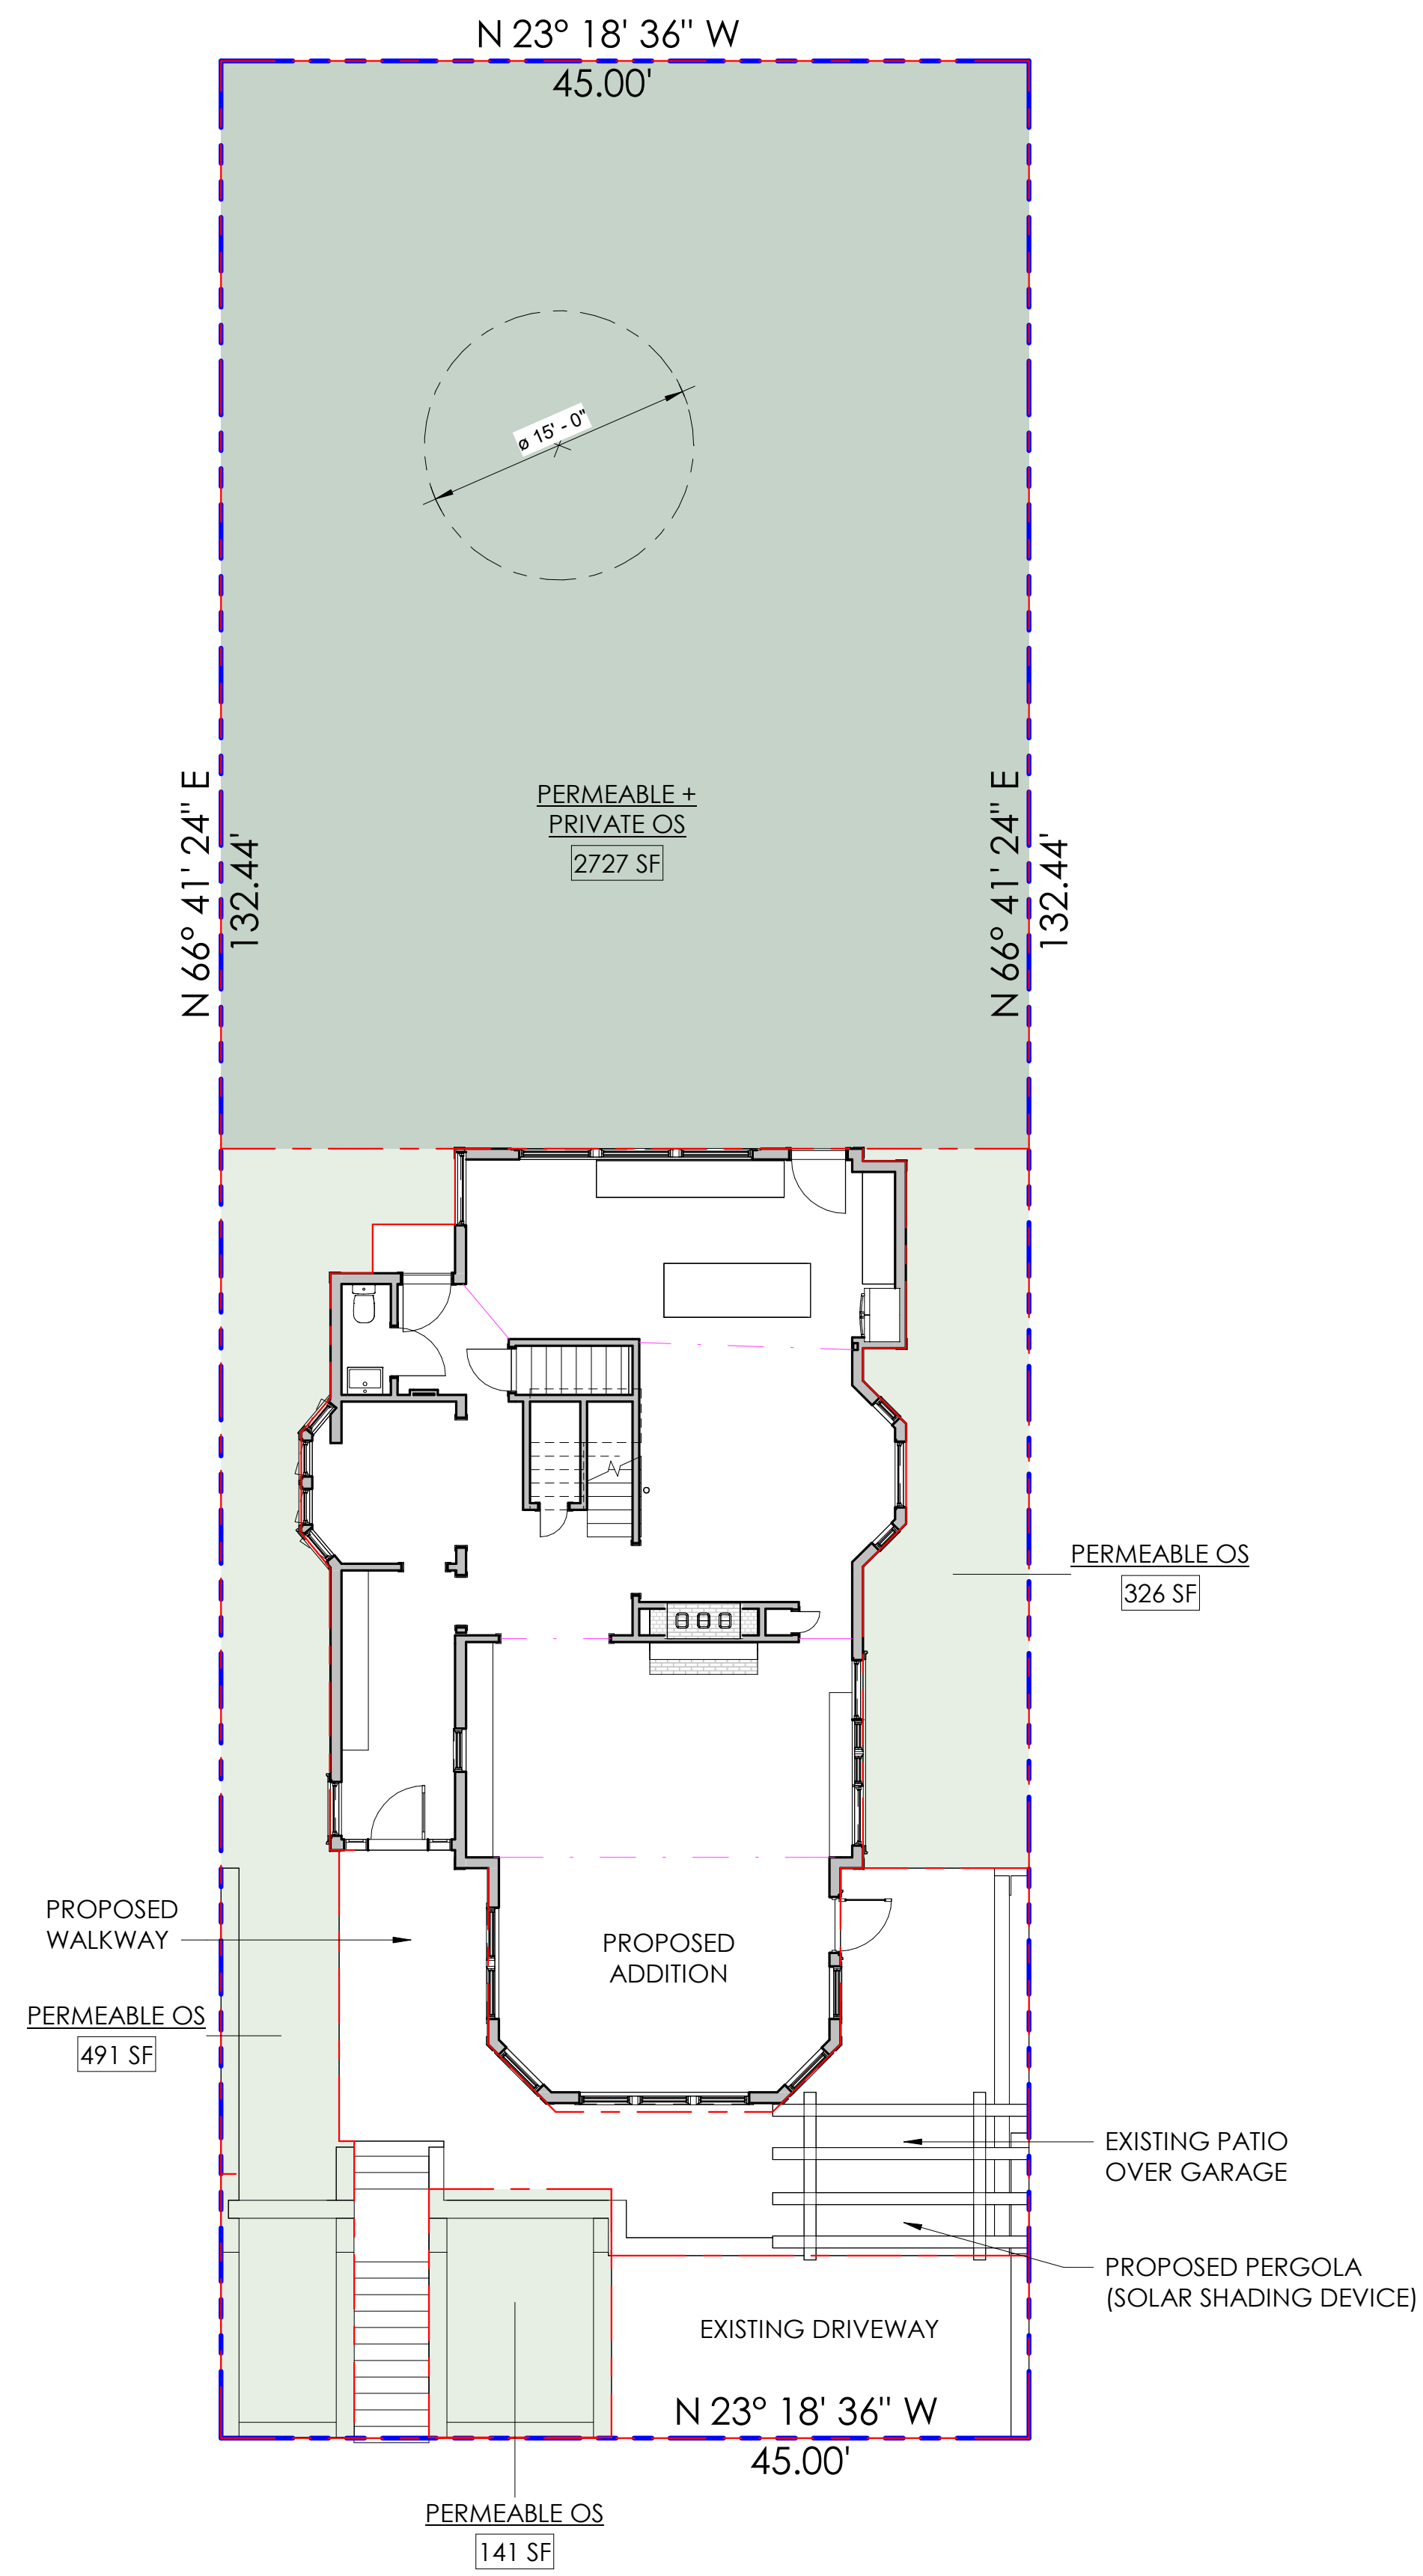 N 23° 18' 36" W
45.00'
ø 15' - 0"
PERMEABLE +
PRIVATE OS
2727 SF
N 66° 41' 24" E
132.44'
N 66° 41' 24" E
132.44'
PERMEABLE OS
326 SF
PROPOSED
WALKWAY
PROPOSED
ADDITION
PERMEABLE OS
491 SF
EXISTING PATIO
OVER GARAGE
PROPOSED PERGOLA
(SOLAR SHADING DEVICE)
EXISTING DRIVEWAY
N 23° 18' 36" W
45.00'
PERMEABLE OS
141 SF